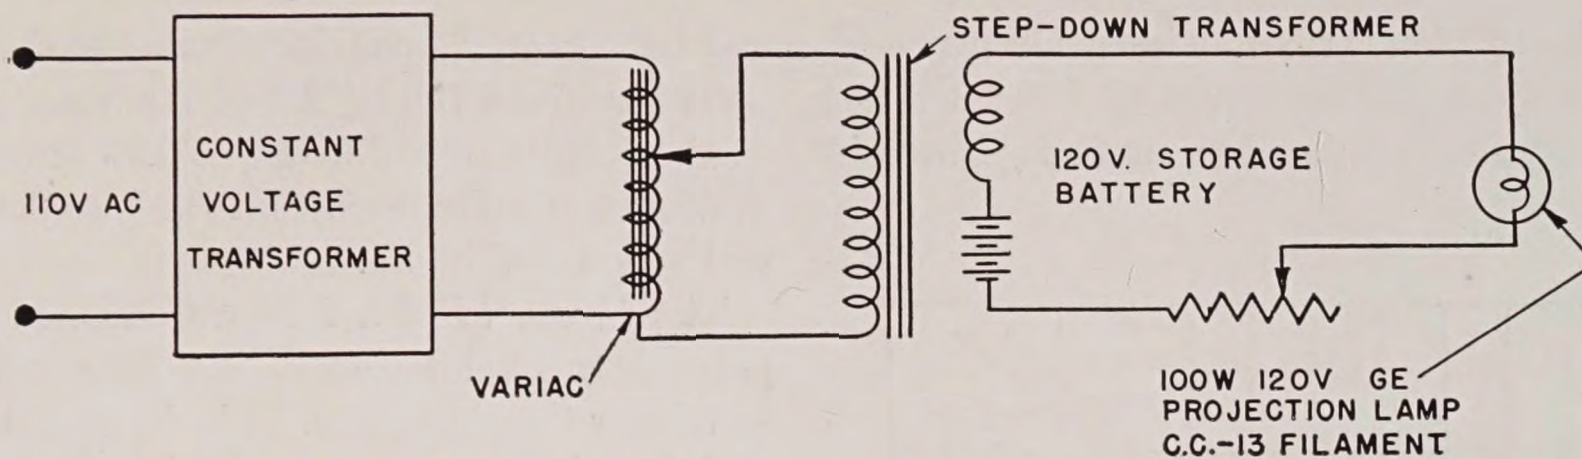 STEP-DOWN TRANSFORMER
CONSTANT
VOLTAGE
TRANSFORMER
110V AC
120V. STORAGE
BATTERY
VARIAC
100W 120V GE
PROJECTION LAMP
C.C.-13 FILAMENT